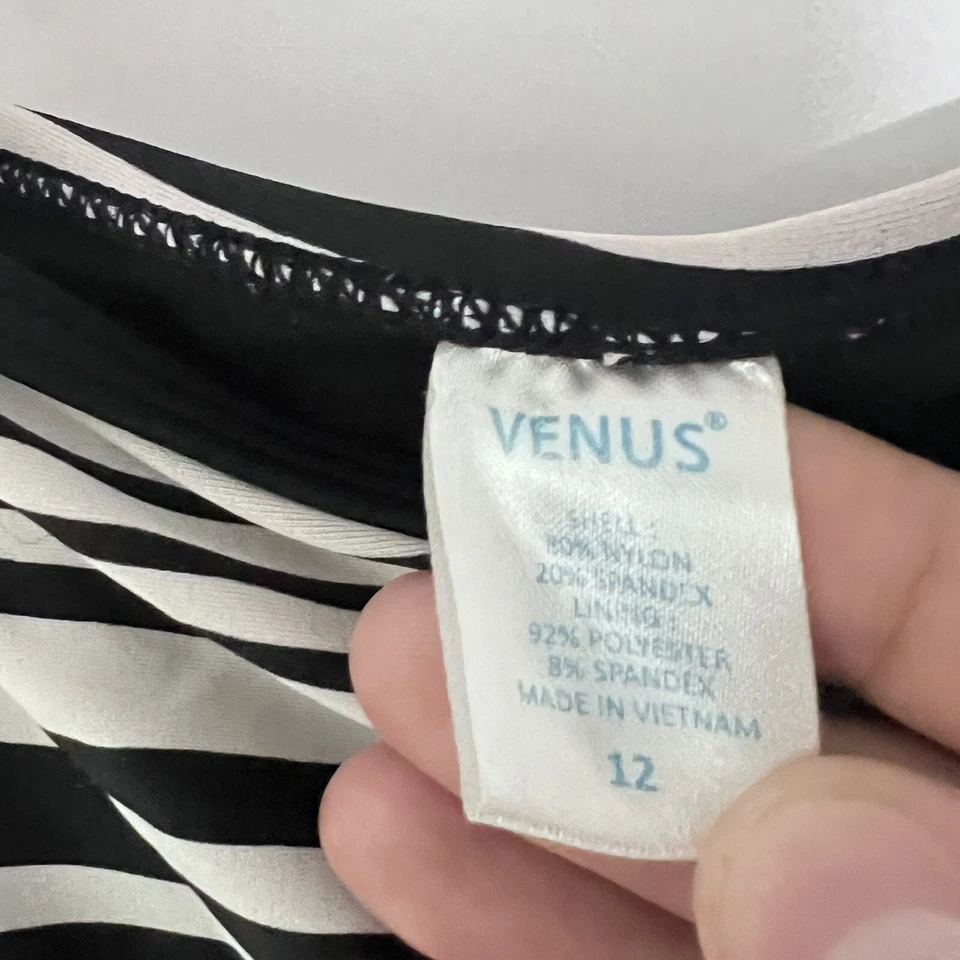 VENUS®
SHELL:
80% NYLON
20% SPANDEX
LINING:
92% POLYESTER
8% SPANDEX
MADE IN VIETNAM
12